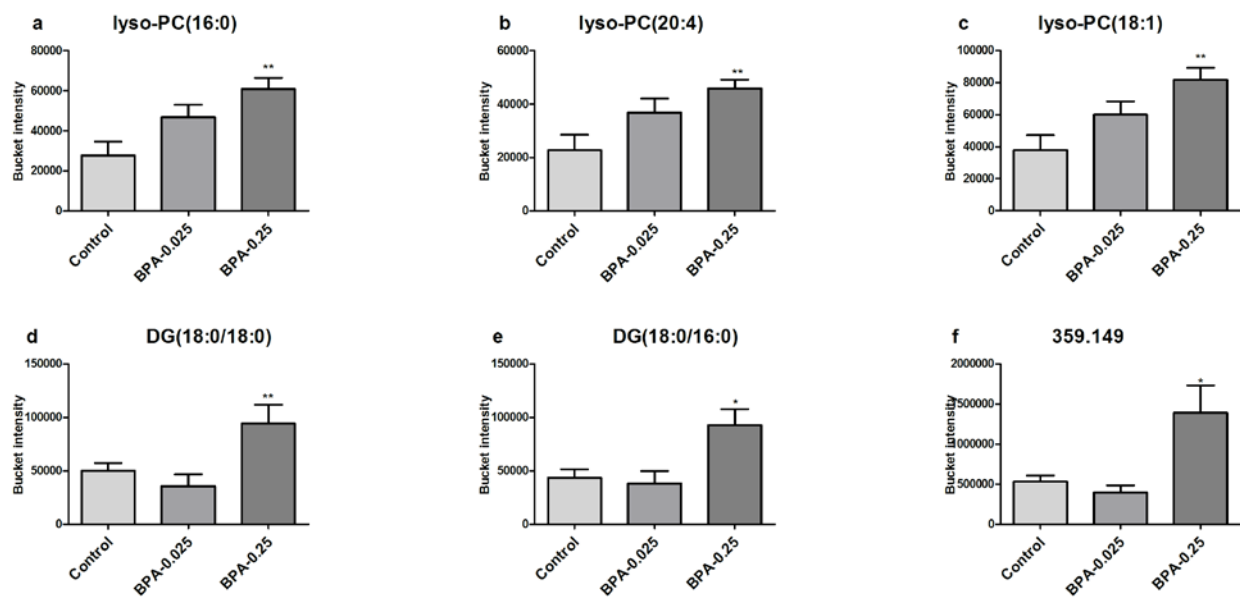 a lyso-PC(16:0)
Bucket intensity
80000
60000
40000
20000
0
**
Control
BPA-0.025
BPA-0.25
b lyso-PC(20:4)
Bucket intensity
60000
40000
20000
0
**
Control
BPA-0.025
BPA-0.25
c lyso-PC(18:1)
Bucket intensity
100000
80000
60000
40000
20000
0
**
Control
BPA-0.025
BPA-0.25
d DG(18:0/18:0)
Bucket intensity
150000
100000
50000
0
**
Control
BPA-0.025
BPA-0.25
e DG(18:0/16:0)
Bucket intensity
150000
100000
50000
0
*
Control
BPA-0.025
BPA-0.25
f 359.149
Bucket intensity
2000000
1500000
1000000
500000
0
*
Control
BPA-0.025
BPA-0.25